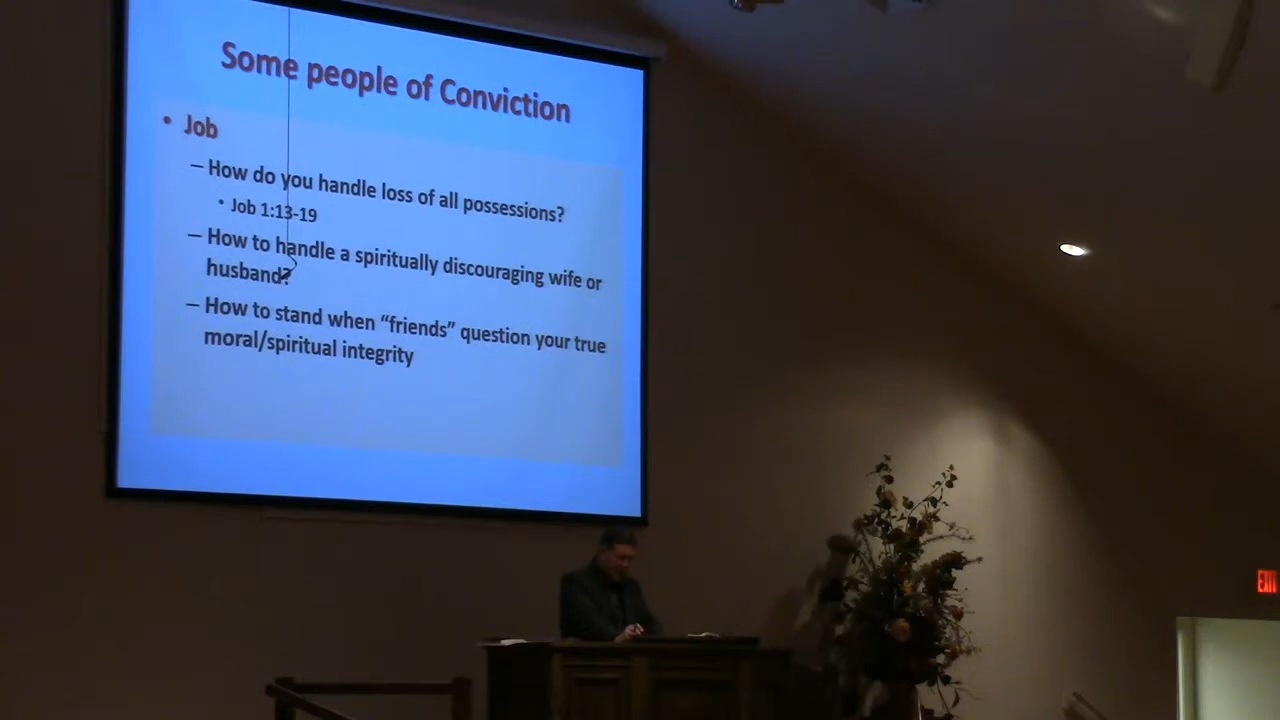 Some people of Conviction
• Job
– How do you handle loss of all possessions?
• Job 1:13-19
– How to handle a spiritually discouraging wife or
husband?
– How to stand when “friends” question your true
moral/spiritual integrity
EXIT